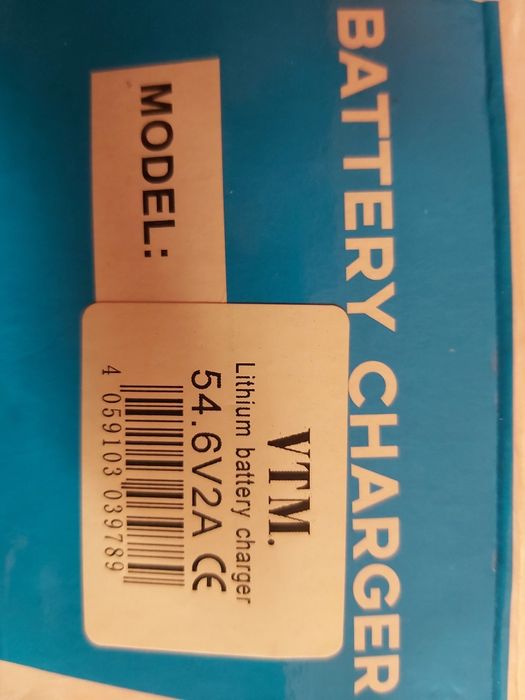 BATTERY CHARGER
MODEL:
VTM.
Lithium battery charger
54.6V2A CE
4 059103 039789